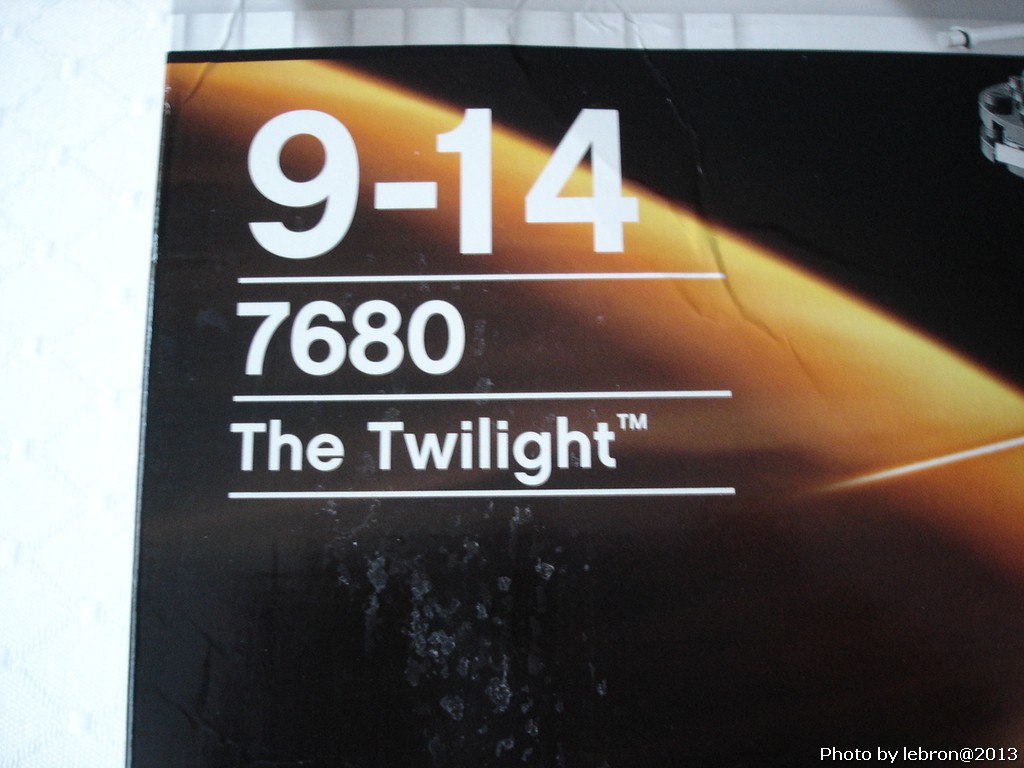 9-14
7680
The Twilight™
Photo by lebron@2013